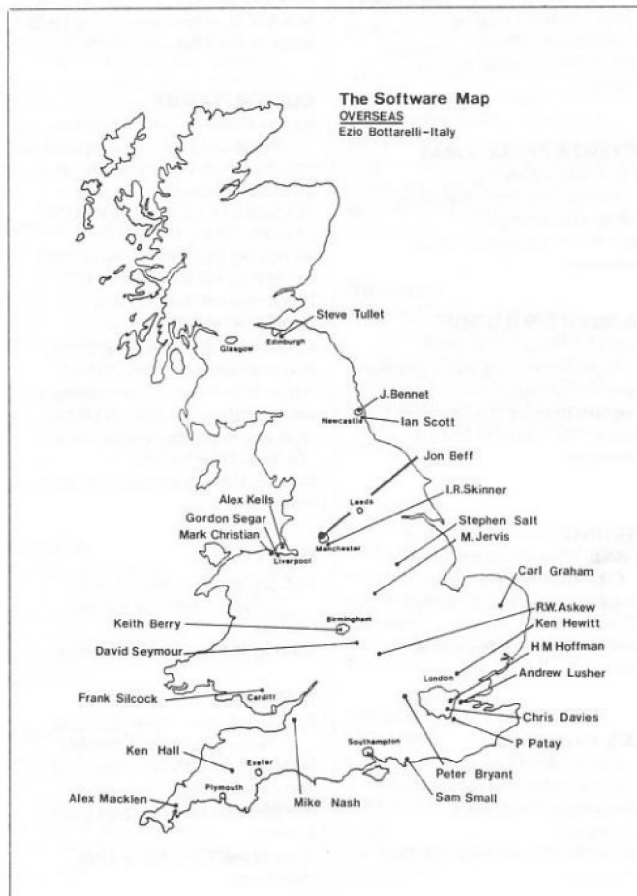 The Software Map
OVERSEAS
Ezio Bottarelli-Italy
Steve Tullet
Glasgow
Edinburgh
J.Bennet
Newcastle
Ian Scott
Jon Beff
Leeds
I.R.Skinner
Alex Kells
Gordon Segar
Mark Christian
Manchester
Liverpool
Stephen Salt
M.Jervis
Carl Graham
R.W.Askew
Keith Berry
Birmingham
Ken Hewitt
David Seymour
H M Hoffman
London
Andrew Lusher
Frank Silcock
Cardiff
Chris Davies
P Patay
Ken Hall
Exeter
Southampton
Peter Bryant
Alex Macklen
Plymouth
Mike Nash
Sam Small